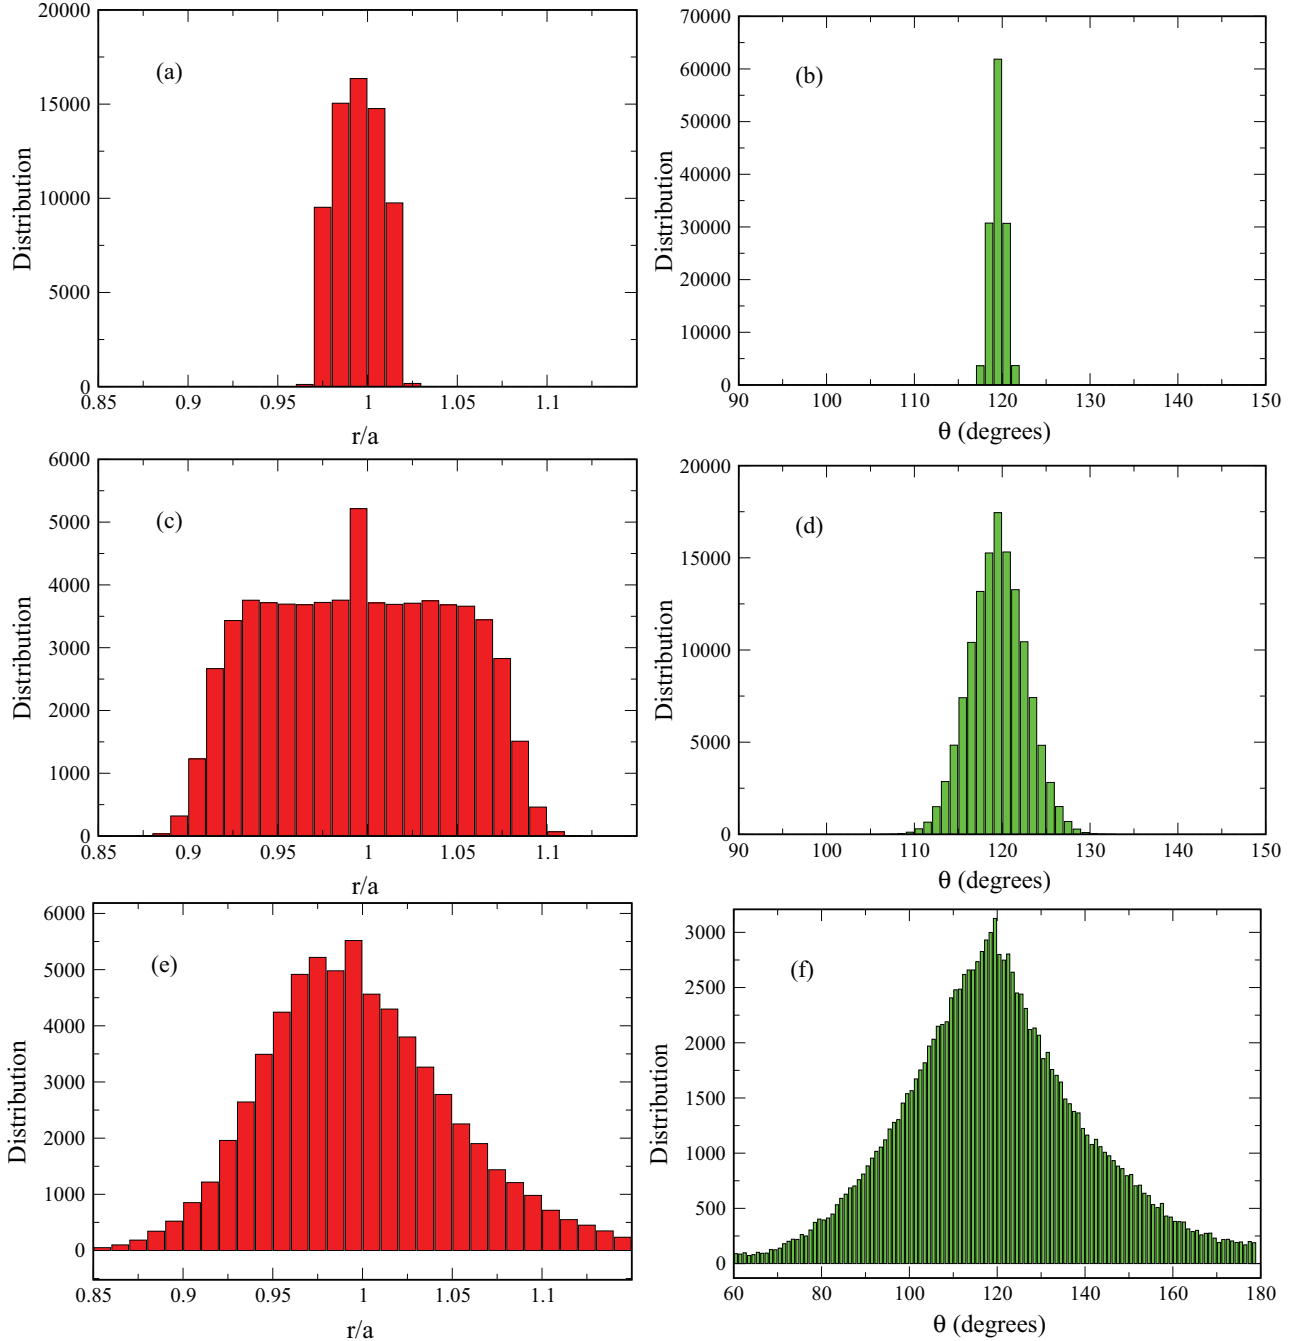 20000
15000
10000
5000
0
Distribution
(a)
0.85 0.9 0.95 1 1.05 1.1
r/a
70000
60000
50000
40000
30000
20000
10000
0
Distribution
(b)
90 100 110 120 130 140 150
θ (degrees)
6000
5000
4000
3000
2000
1000
0
Distribution
(c)
0.85 0.9 0.95 1 1.05 1.1
r/a
20000
15000
10000
5000
0
Distribution
(d)
90 100 110 120 130 140 150
θ (degrees)
6000
5000
4000
3000
2000
1000
0
Distribution
(e)
0.85 0.9 0.95 1 1.05 1.1
r/a
3000
2500
2000
1500
1000
500
0
Distribution
(f)
60 80 100 120 140 160 180
θ (degrees)